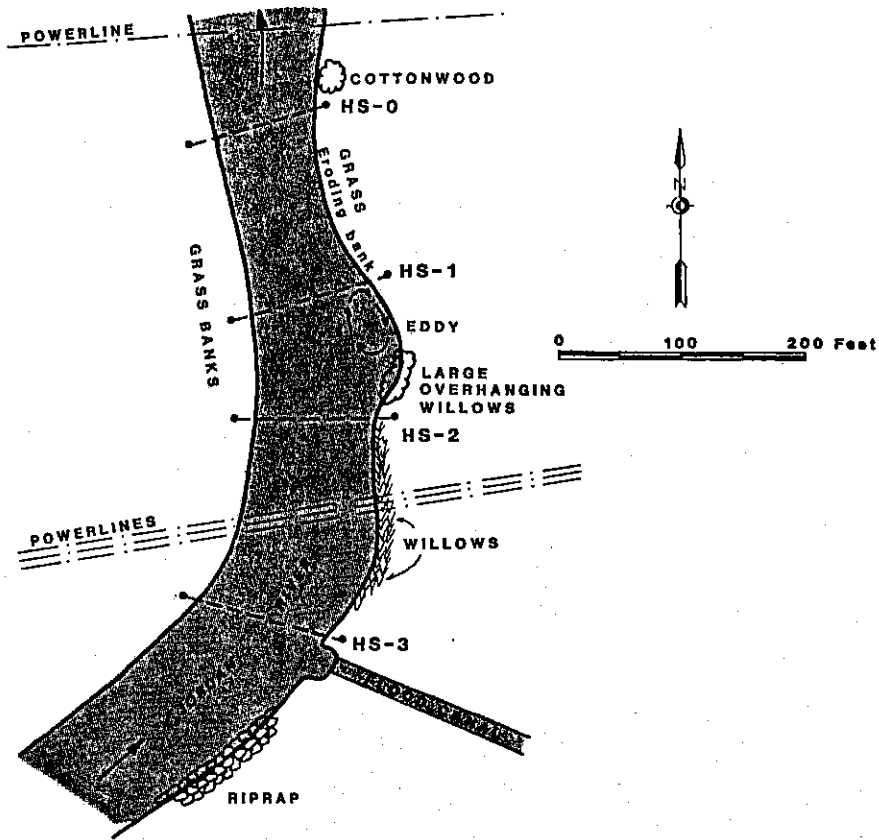 POWERLINE
COTTONWOOD
HS-0
GRASS
Eroding bank
N
HS-1
GRASS BANKS
EDDY
0 100 200 Feet
LARGE
OVERHANGING
WILLOWS
HS-2
POWERLINES
WILLOWS
HS-3
RIPRAP